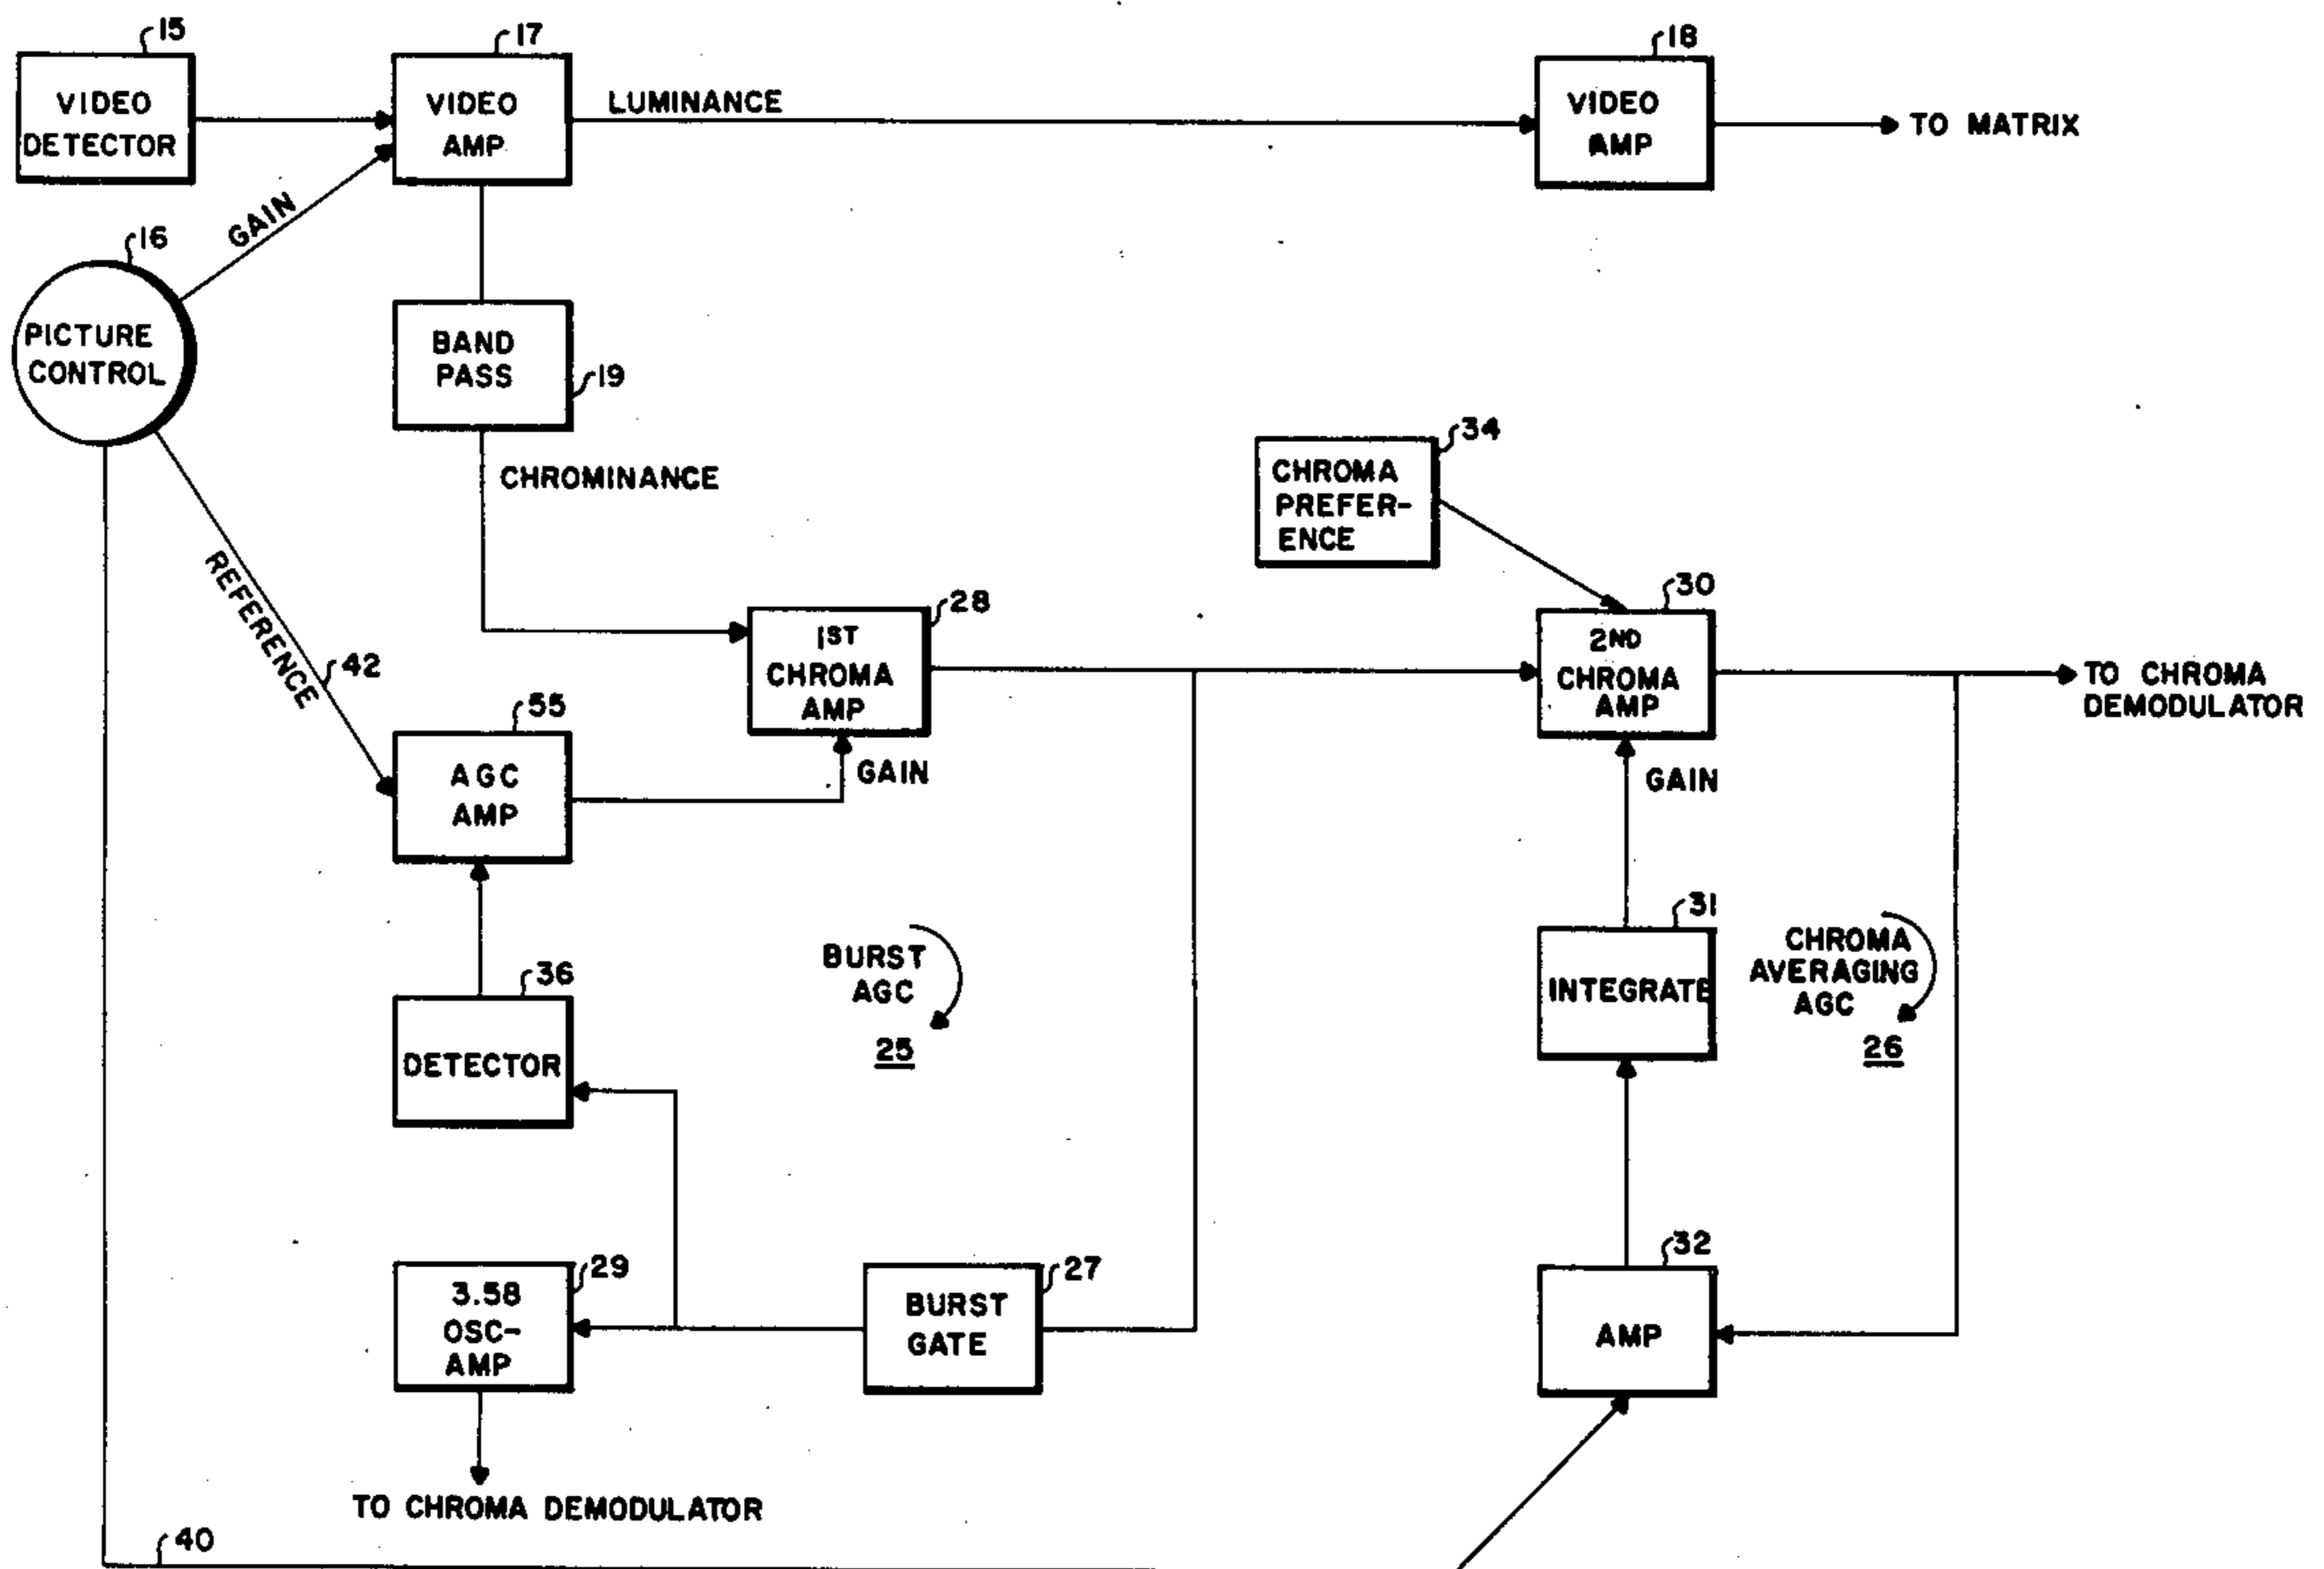 15
VIDEO
DETECTOR
17
VIDEO
AMP
LUMINANCE
18
VIDEO
AMP
TO MATRIX
GAIN
16
PICTURE
CONTROL
BAND
PASS
19
CHROMINANCE
34
CHROMA
PREFER-
ENCE
REFERENCE
42
28
1ST
CHROMA
AMP
GAIN
30
2ND
CHROMA
AMP
TO CHROMA
DEMODULATOR
GAIN
55
AGC
AMP
36
DETECTOR
BURST
AGC
25
31
INTEGRATE
CHROMA
AVERAGING
AGC
26
29
3.58
OSC-
AMP
27
BURST
GATE
32
AMP
TO CHROMA DEMODULATOR
40